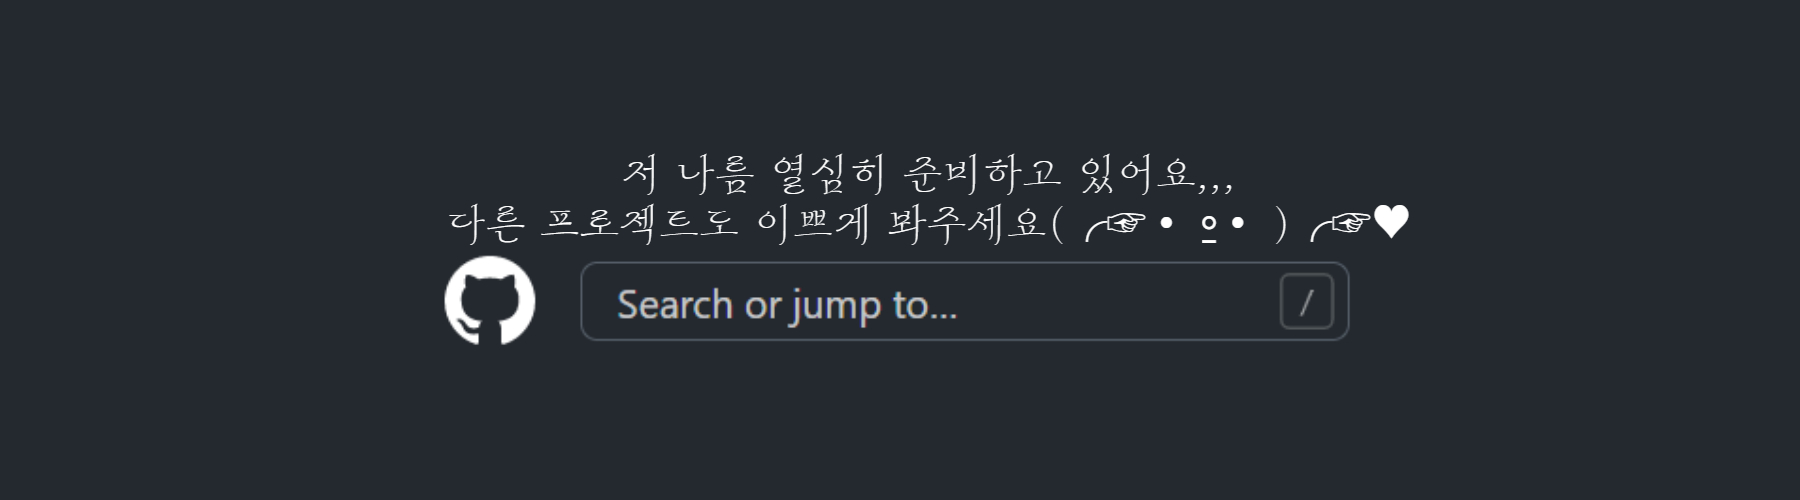 저 나름 열심히 준비하고 있어요,,,
다른 프로젝트도 이쁘게 봐주세요( ╭☞• ⍛• )╭☞♥
Search or jump to...
/